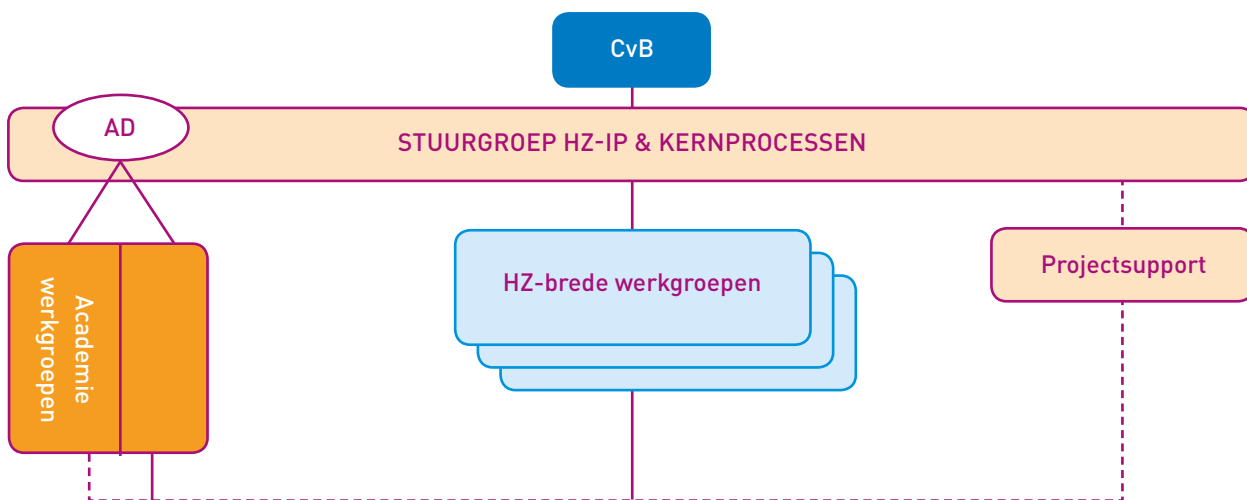 CvB
AD
STUURGROEP HZ-IP & KERNPROCESSEN
HZ-brede werkgroepen
Projectsupport
Academie
werkgroepen